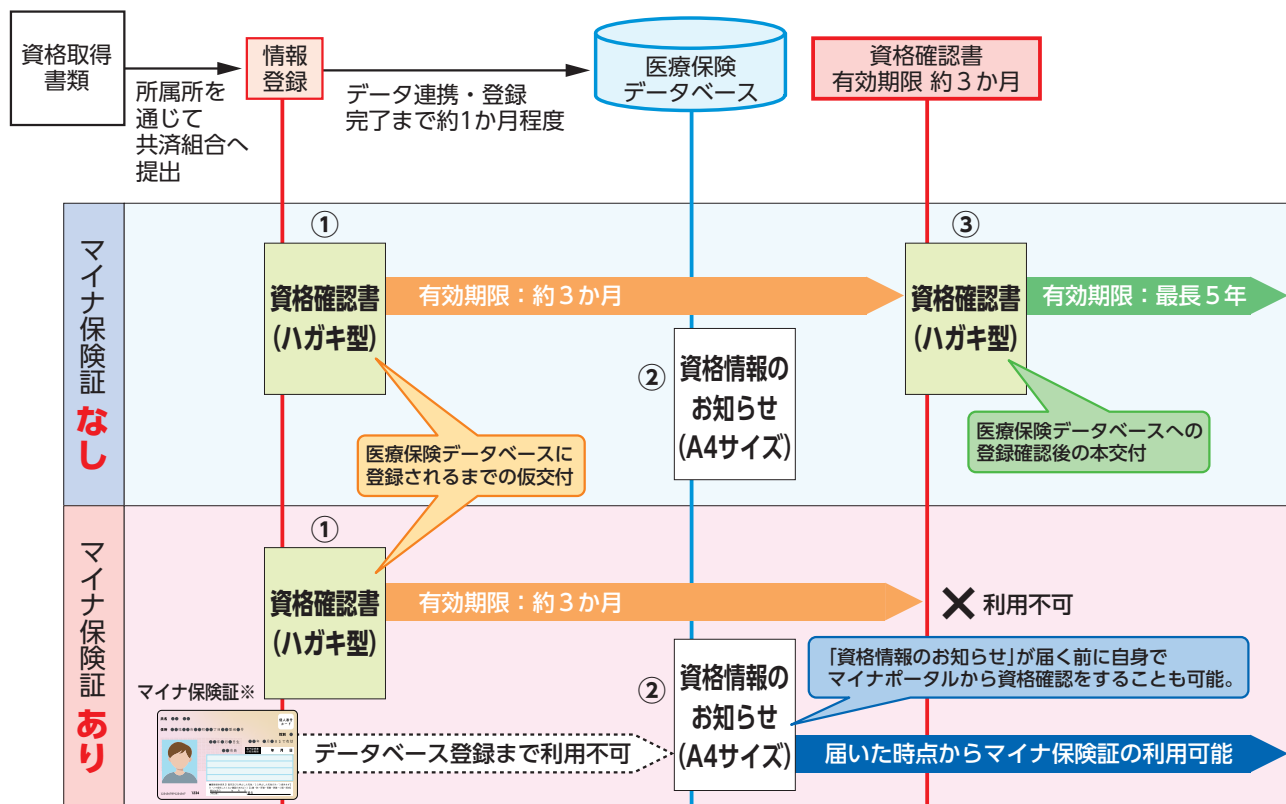 資格取得
書類
所属所を
通じて
共済組合へ
提出
情報
登録
データ連携・登録
完了まで約1か月程度
医療保険
データベース
資格確認書
有効期限 約３か月
マイナ保険証 なし
①
資格確認書
(ハガキ型)
有効期限：約３か月
②
資格情報の
お知らせ
(A4サイズ)
③
資格確認書
(ハガキ型)
有効期限：最長５年
医療保険データベースに
登録されるまでの仮交付
医療保険データベースへの
登録確認後の本交付
マイナ保険証 あり
①
資格確認書
(ハガキ型)
有効期限：約３か月
利用不可
マイナ保険証※
データベース登録まで利用不可
②
資格情報の
お知らせ
(A4サイズ)
「資格情報のお知らせ」が届く前に自身で
マイナポータルから資格確認をすることも可能。
届いた時点からマイナ保険証の利用可能